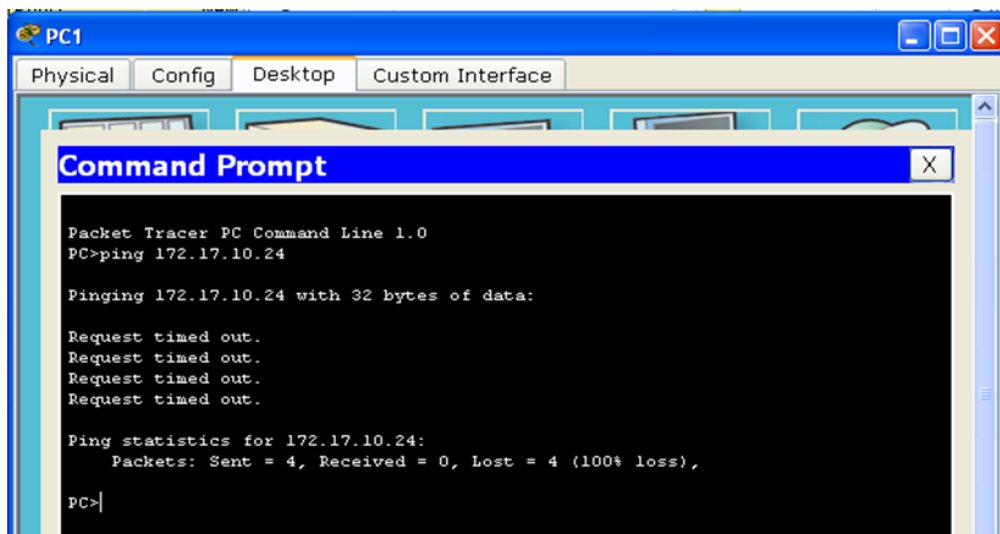 PC1
Physical Config Desktop Custom Interface
Command Prompt
X
Packet Tracer PC Command Line 1.0
PC>ping 172.17.10.24
Pinging 172.17.10.24 with 32 bytes of data:
Request timed out.
Request timed out.
Request timed out.
Request timed out.
Ping statistics for 172.17.10.24:
Packets: Sent = 4, Received = 0, Lost = 4 (100% loss),
PC>